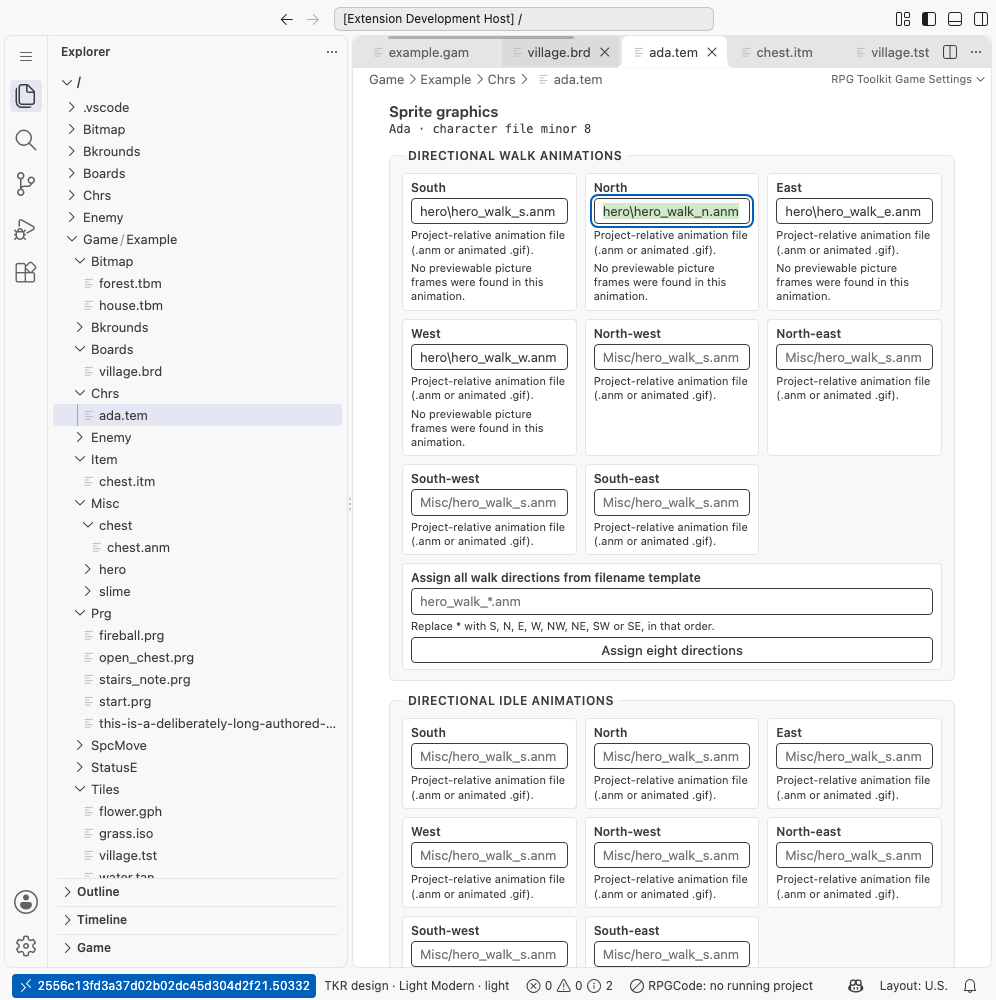 [Extension Development Host] /
Explorer
/
.vscode
Bitmap
Bkrounds
Boards
Chrs
Enemy
Game / Example
Bitmap
forest.tbm
house.tbm
Bkrounds
Boards
village.brd
Chrs
ada.tem
Enemy
Item
chest.itm
Misc
chest
chest.anm
hero
slime
Prg
fireball.prg
open_chest.prg
stairs_note.prg
start.prg
this-is-a-deliberately-long-authored-...
SpcMove
StatusE
Tiles
flower.gph
grass.iso
village.tst
water.tan
Outline
Timeline
Game
example.gam village.brd ada.tem chest.itm village.tst
Game > Example > Chrs > ada.tem RPG Toolkit Game Settings
Sprite graphics
Ada · character file minor 8
DIRECTIONAL WALK ANIMATIONS
South
hero\hero_walk_s.anm
Project-relative animation file
(.anm or animated .gif).
No previewable picture
frames were found in this
animation.
North
hero\hero_walk_n.anm
Project-relative animation file
(.anm or animated .gif).
No previewable picture
frames were found in this
animation.
East
hero\hero_walk_e.anm
Project-relative animation file
(.anm or animated .gif).
No previewable picture
frames were found in this
animation.
West
hero\hero_walk_w.anm
Project-relative animation file
(.anm or animated .gif).
No previewable picture
frames were found in this
animation.
North-west
Misc/hero_walk_s.anm
Project-relative animation file
(.anm or animated .gif).
North-east
Misc/hero_walk_s.anm
Project-relative animation file
(.anm or animated .gif).
South-west
Misc/hero_walk_s.anm
Project-relative animation file
(.anm or animated .gif).
South-east
Misc/hero_walk_s.anm
Project-relative animation file
(.anm or animated .gif).
Assign all walk directions from filename template
hero_walk_*.anm
Replace * with S, N, E, W, NW, NE, SW or SE, in that order.
Assign eight directions
DIRECTIONAL IDLE ANIMATIONS
South
Misc/hero_walk_s.anm
Project-relative animation file
(.anm or animated .gif).
North
Misc/hero_walk_s.anm
Project-relative animation file
(.anm or animated .gif).
East
Misc/hero_walk_s.anm
Project-relative animation file
(.anm or animated .gif).
West
Misc/hero_walk_s.anm
Project-relative animation file
(.anm or animated .gif).
North-west
Misc/hero_walk_s.anm
Project-relative animation file
(.anm or animated .gif).
North-east
Misc/hero_walk_s.anm
Project-relative animation file
(.anm or animated .gif).
South-west
Misc/hero_walk_s.anm
South-east
Misc/hero_walk_s.anm
2556c13fd3a37d02b02dc45d304d2f21.50332 TKR design · Light Modern · light 0 0 2 RPGCode: no running project Layout: U.S.